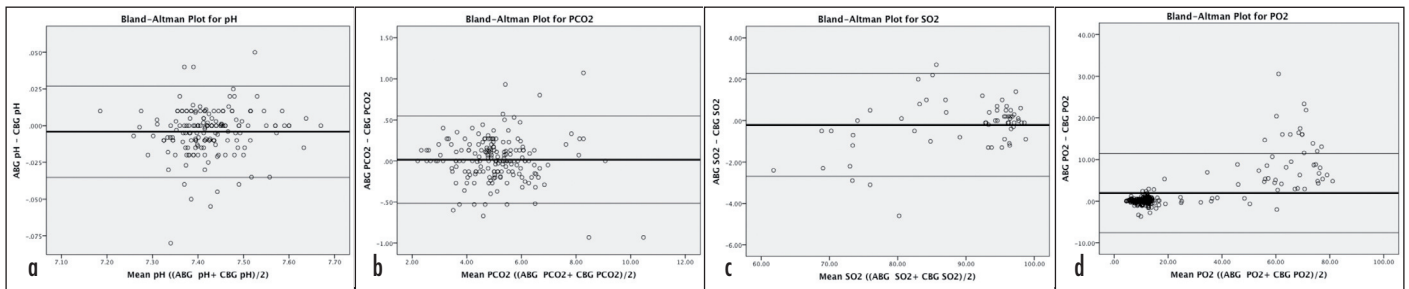 Bland-Altman Plot for pH
.050
.025
.000
-.025
-.050
-.075
ABG pH - CBG pH
7.10 7.20 7.30 7.40 7.50 7.60 7.70
Mean pH ((ABG pH+ CBG pH)/2)
a
Bland-Altman Plot for PCO2
1.50
1.00
.50
.00
-.50
-1.00
ABG PCO2 - CBG PCO2
2.00 4.00 6.00 8.00 10.00 12.00
Mean PCO2 ((ABG PCO2+ CBG PCO2)/2)
b
Bland-Altman Plot for SO2
4.00
2.00
.00
-2.00
-4.00
-6.00
ABG SO2 - CBG SO2
60.00 70.00 80.00 90.00 100.00
Mean SO2 ((ABG SO2+ CBG SO2)/2)
c
Bland-Altman Plot for PO2
40.00
30.00
20.00
10.00
.00
-10.00
ABG PO2 - CBG PO2
.00 20.00 40.00 60.00 80.00 100.00
Mean PO2 ((ABG PO2+ CBG PO2)/2)
d